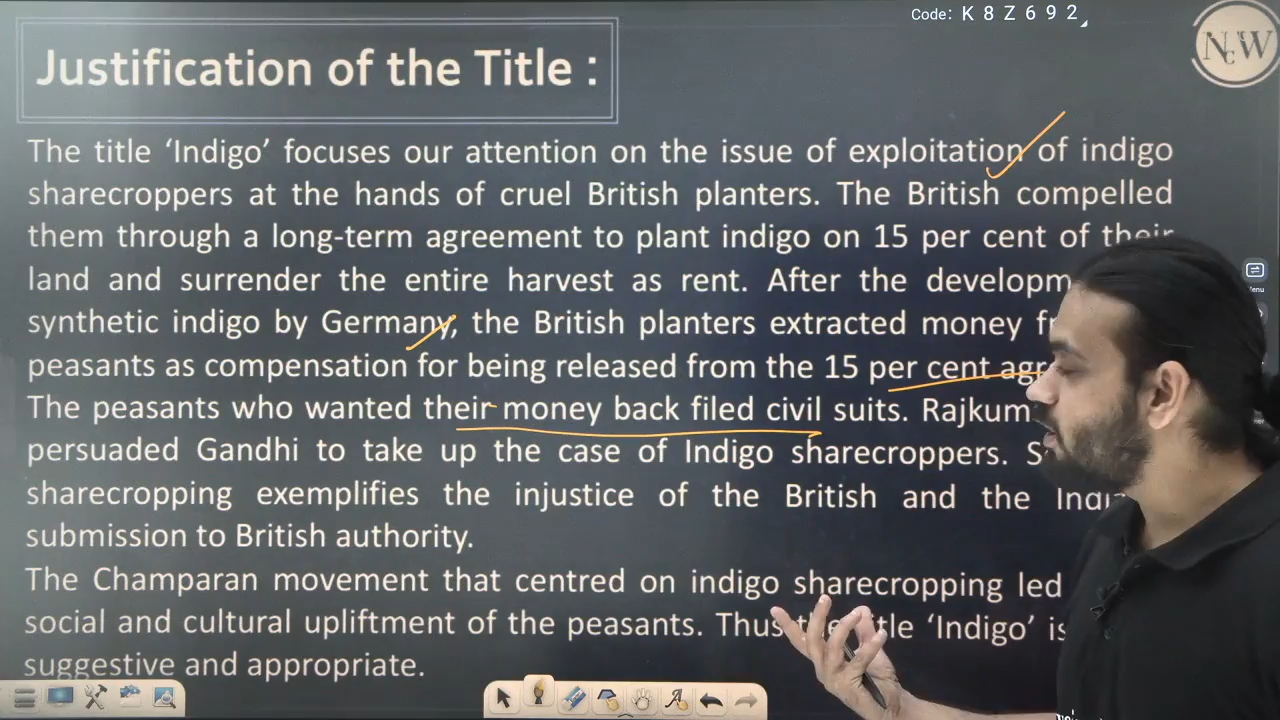 Code: K 8 Z 6 9 2
NcW
Justification of the Title :
The title ‘Indigo’ focuses our attention on the issue of exploitation of indigo
sharecroppers at the hands of cruel British planters. The British compelled
them through a long-term agreement to plant indigo on 15 per cent of their
land and surrender the entire harvest as rent. After the
synthetic indigo by Germany, the British planters extracted money
peasants as compensation for being released from the 15 per cent
The peasants who wanted their money back filed civil suits.
persuaded Gandhi to take up the case of Indigo sharecroppers.
sharecropping exemplifies the injustice of the British and the
submission to British authority.
The Champaran movement that centred on indigo sharecropping led
social and cultural upliftment of the peasants. Thus the title ‘Indigo’ is
suggestive and appropriate.